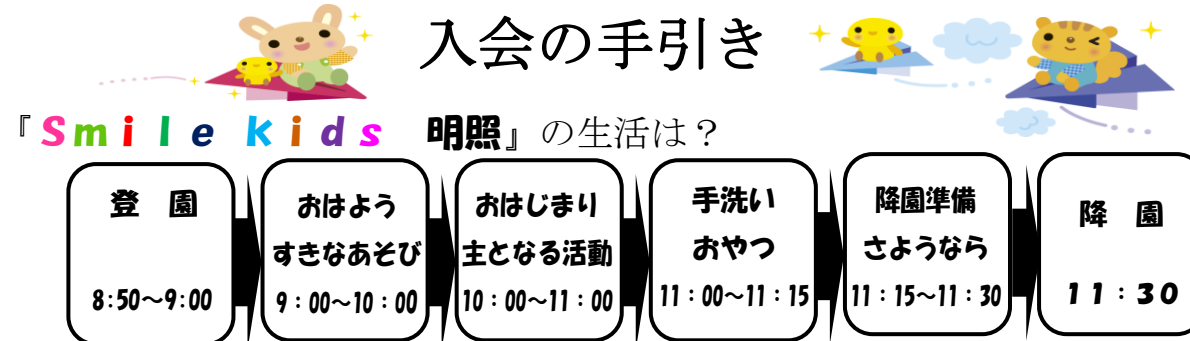 入会の手引き
『Smile kids 明照』の生活は？
登 園
8:50～9:00
おはよう
すきなあそび
9：00～10：00
おはじまり
主となる活動
10：00～11：00
手洗い
おやつ
11：00～11：15
降園準備
さようなら
11：15～11：30
降 園
11：30